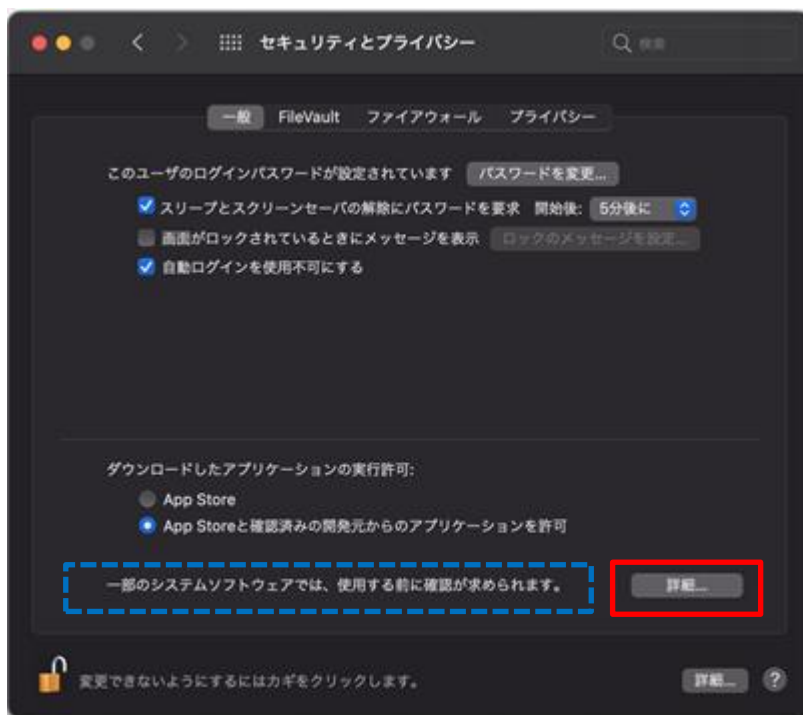 セキュリティとプライバシー 検索
一般 FileVault ファイアウォール プライバシー
このユーザのログインパスワードが設定されています パスワードを変更...
スリープとスクリーンセーバの解除にパスワードを要求 開始後: 5分後に
画面がロックされているときにメッセージを表示 ロックのメッセージを設定...
自動ログインを使用不可にする
ダウンロードしたアプリケーションの実行許可:
App Store
App Storeと確認済みの開発元からのアプリケーションを許可
一部のシステムソフトウェアでは、使用する前に確認が求められます。 詳細...
変更できないようにするにはカギをクリックします。 詳細... ?